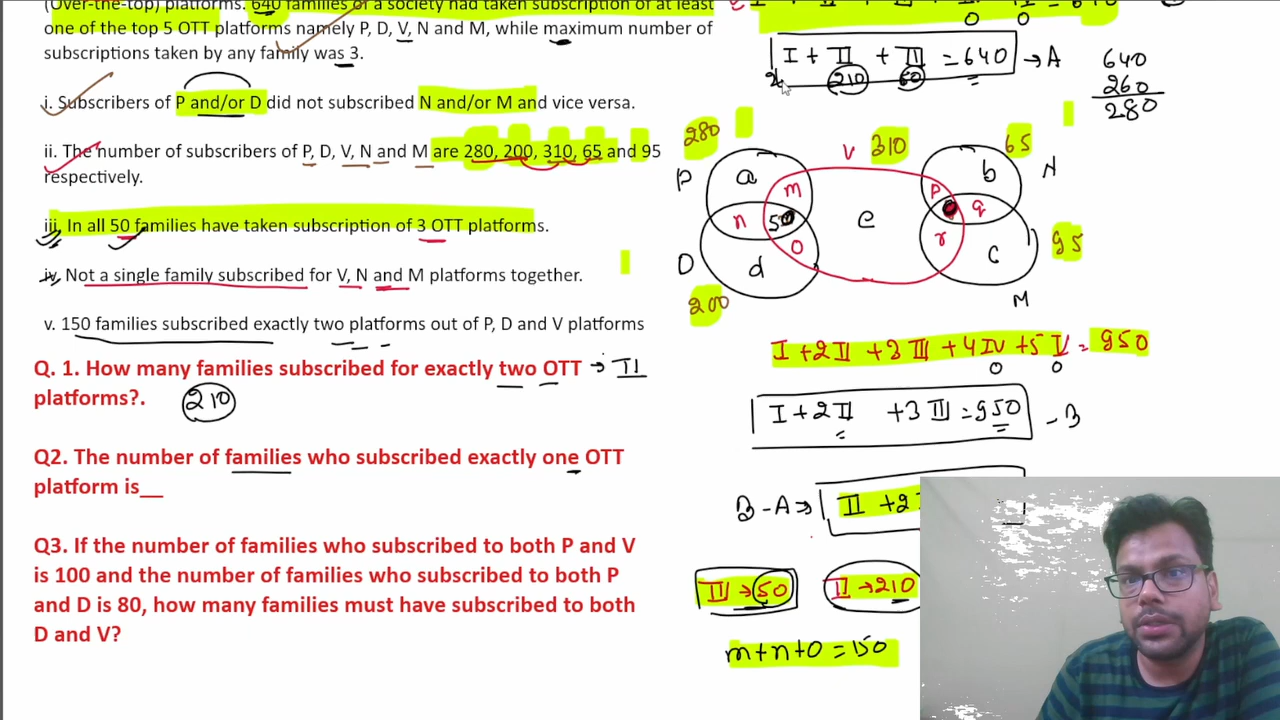 (Over-the-top) platforms. 640 families of a society had taken subscription of at least
one of the top 5 OTT platforms namely P, D, V, N and M, while maximum number of
subscriptions taken by any family was 3.
i. Subscribers of P and/or D did not subscribed N and/or M and vice versa.
ii. The number of subscribers of P, D, V, N and M are 280, 200, 310, 65 and 95
respectively.
iii. In all 50 families have taken subscription of 3 OTT platforms.
iv. Not a single family subscribed for V, N and M platforms together.
v. 150 families subscribed exactly two platforms out of P, D and V platforms
Q. 1. How many families subscribed for exactly two OTT → II
platforms?. 210
Q2. The number of families who subscribed exactly one OTT
platform is__
Q3. If the number of families who subscribed to both P and V
is 100 and the number of families who subscribed to both P
and D is 80, how many families must have subscribed to both
D and V?
0 0
I + II + III = 640 → A
210 50
640
260
280
280 V 310 65
P a m p b N
n 50 e q
D d o r c 95
200 M
I + 2II + 3III + 4IV + 5V = 950
0 0
I + 2II + 3III = 950 - B
B - A ⇒ II + 2
III → 50 II → 210
m + n + o = 150